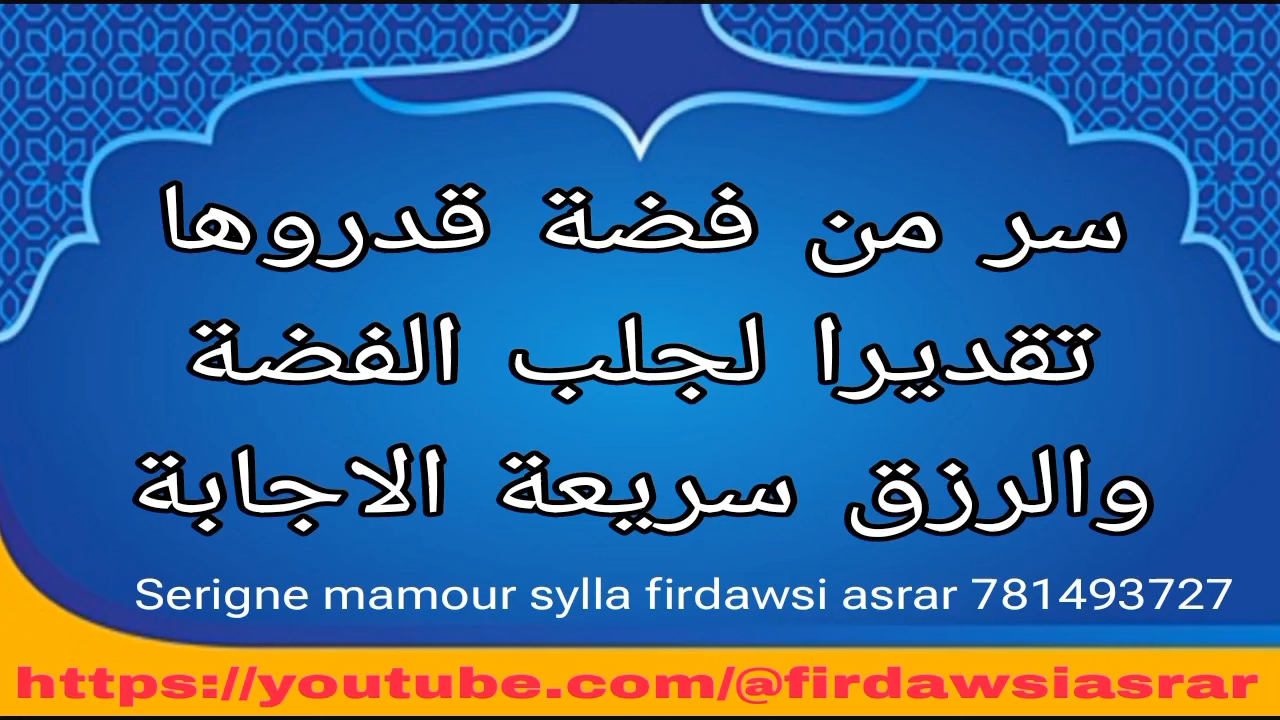 سر من فضة قدروها
تقديرا لجلب الفضة
والرزق سريعة الاجابة
Serigne mamour sylla firdawsi asrar 781493727
https://youtube.com/@firdawsiasrar